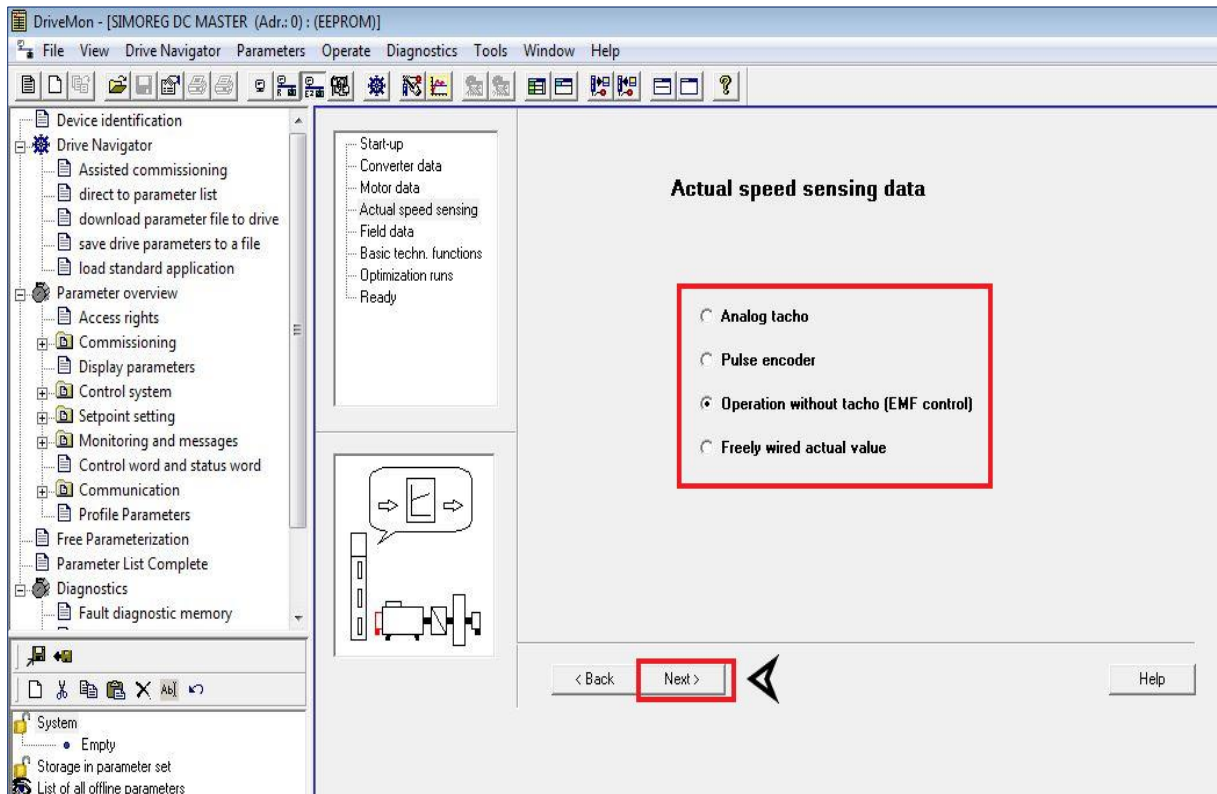 DriveMon - [SIMOREG DC MASTER (Adr.: 0) : (EEPROM)]
File View Drive Navigator Parameters Operate Diagnostics Tools Window Help
Device identification
Drive Navigator
Assisted commissioning
direct to parameter list
download parameter file to drive
save drive parameters to a file
load standard application
Parameter overview
Access rights
Commissioning
Display parameters
Control system
Setpoint setting
Monitoring and messages
Control word and status word
Communication
Profile Parameters
Free Parameterization
Parameter List Complete
Diagnostics
Fault diagnostic memory
System
Empty
Storage in parameter set
List of all offline parameters
Start-up
Converter data
Motor data
Actual speed sensing
Field data
Basic techn. functions
Optimization runs
Ready
Actual speed sensing data
Analog tacho
Pulse encoder
Operation without tacho (EMF control)
Freely wired actual value
< Back Next > Help